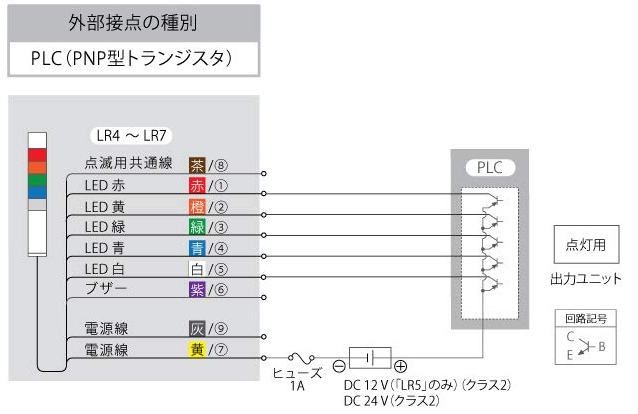 外部接点の種別
PLC（PNP型トランジスタ）
LR4 ～ LR7
点滅用共通線 茶/⑧
LED 赤 赤/①
LED 黄 橙/②
LED 緑 緑/③
LED 青 青/④
LED 白 白/⑤
ブザー 紫/⑥
電源線 灰/⑨
電源線 黄/⑦
PLC
ヒューズ
1A
⊖ ⊕
DC 12 V（「LR5」のみ）（クラス2）
DC 24 V（クラス2）
点灯用
出力ユニット
回路記号
C
B
E